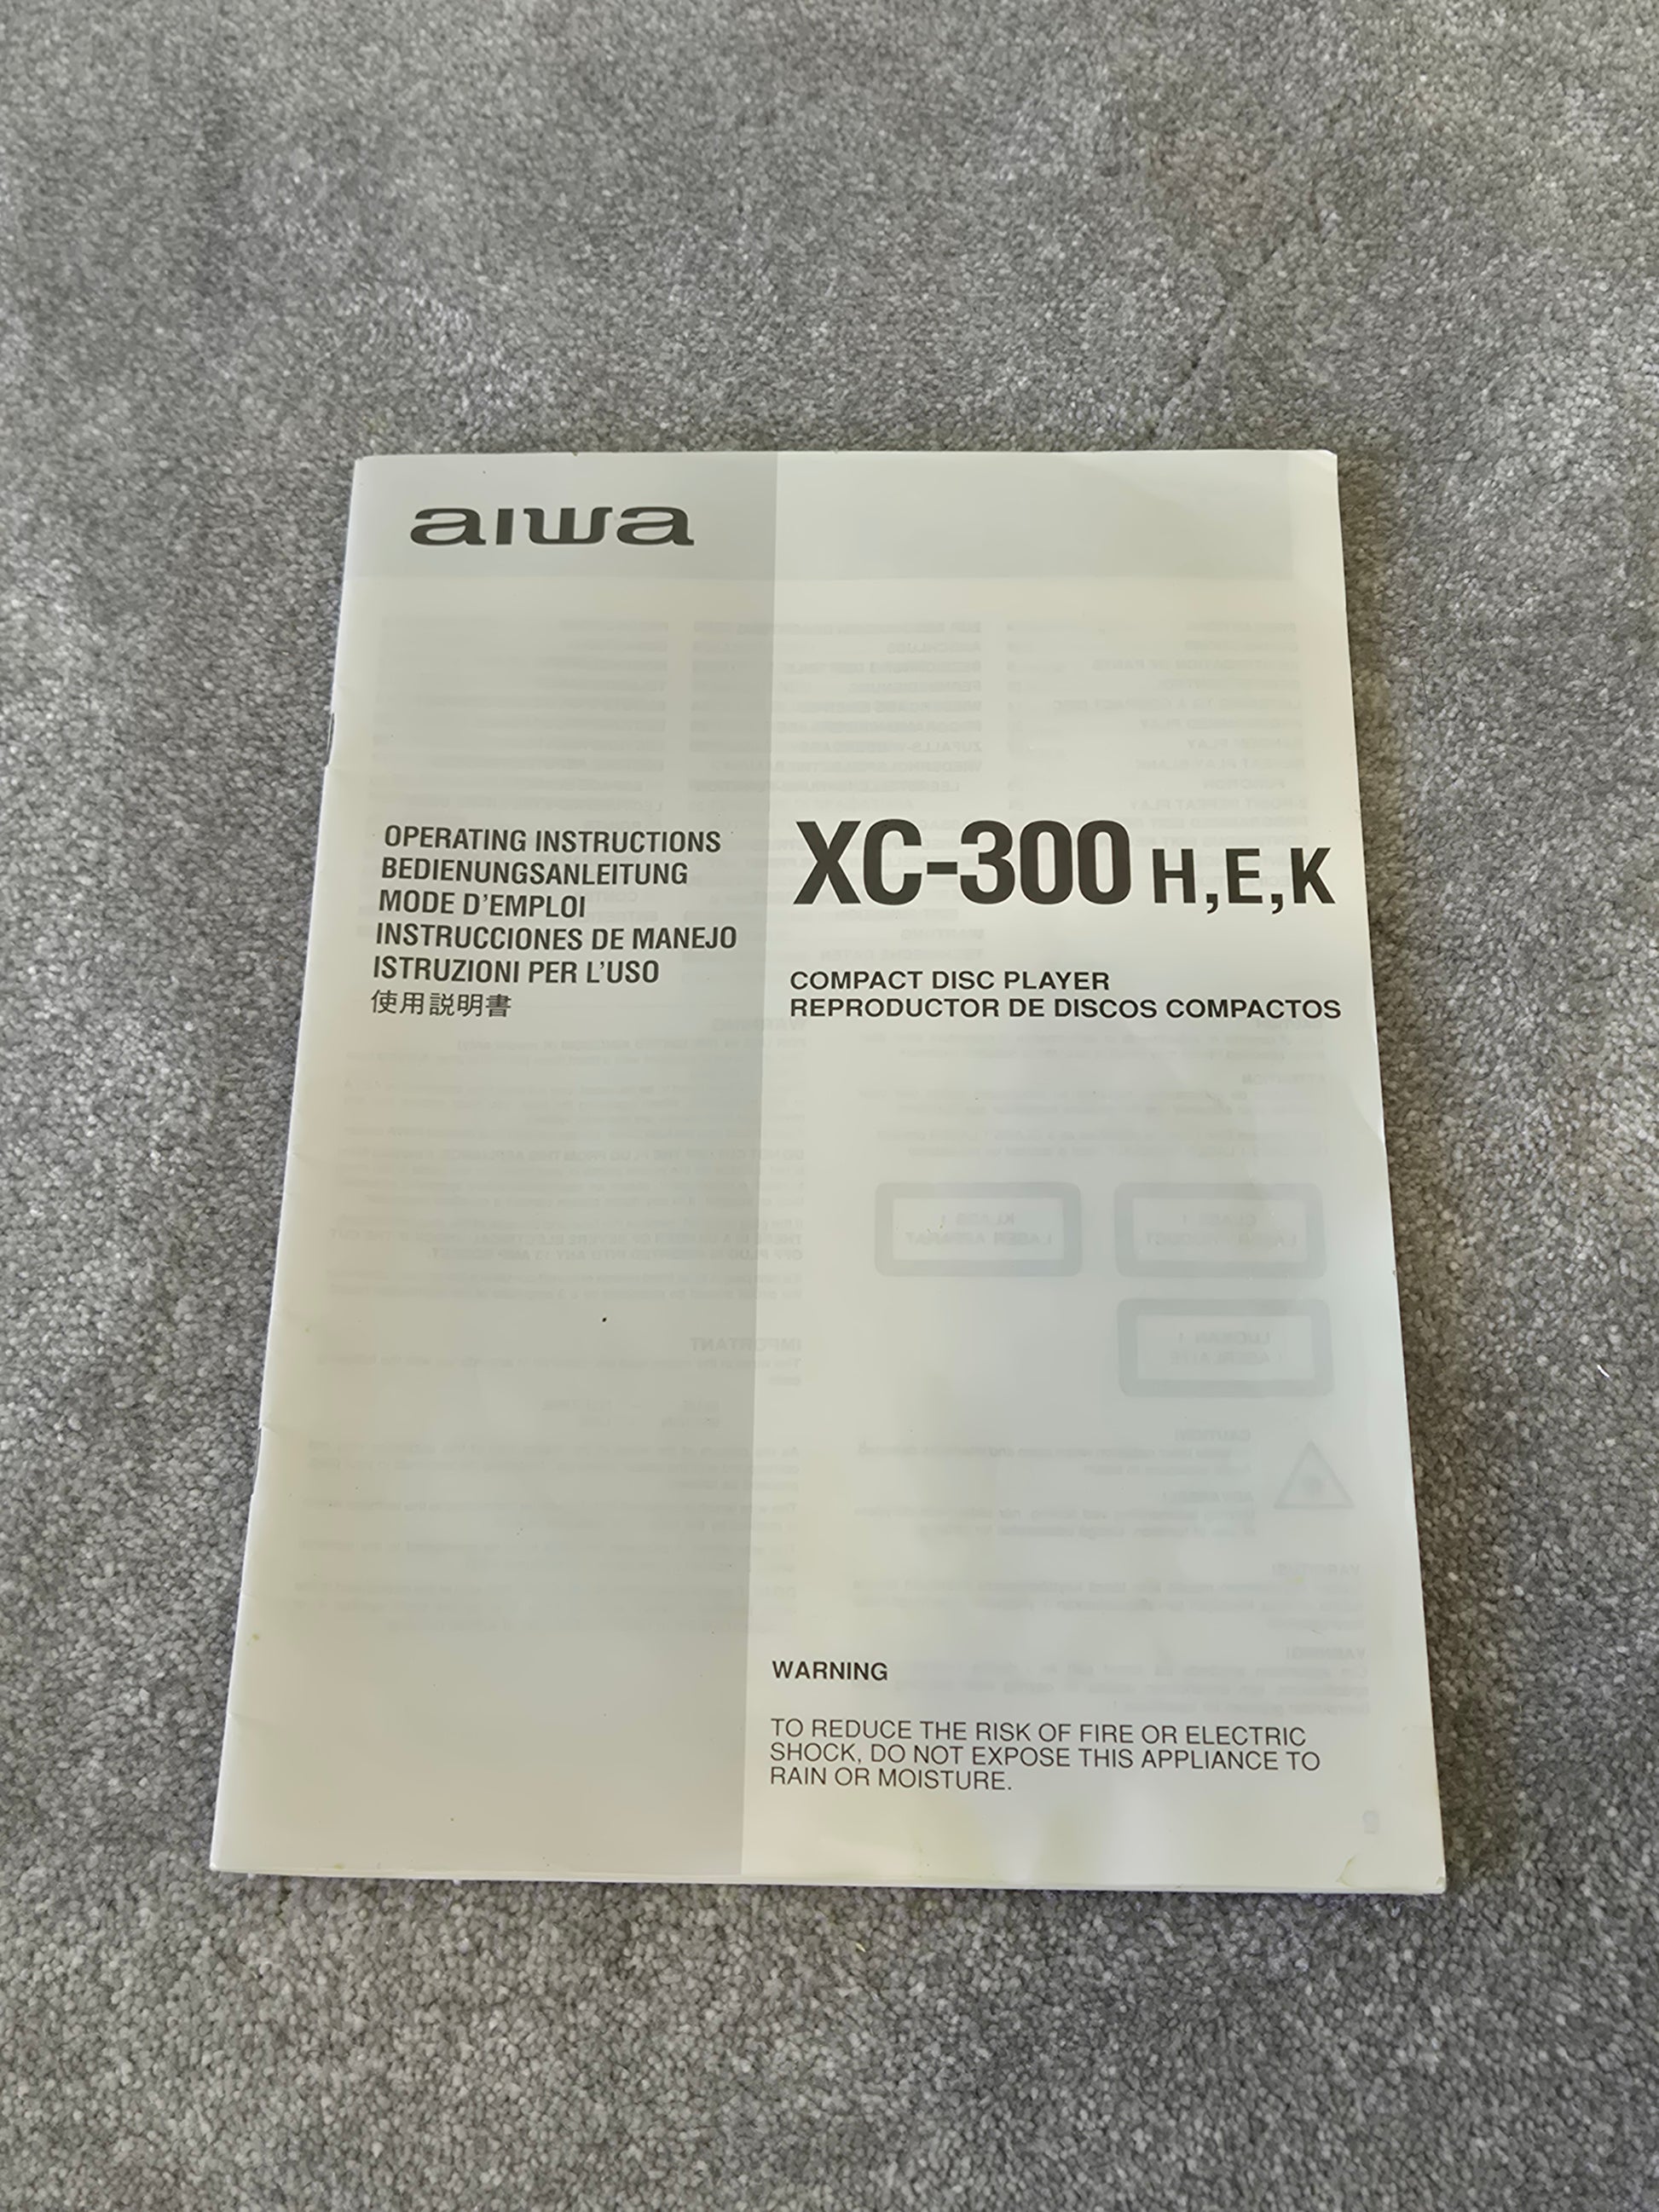 aiwa
OPERATING INSTRUCTIONS
BEDIENUNGSANLEITUNG
MODE D'EMPLOI
INSTRUCCIONES DE MANEJO
ISTRUZIONI PER L'USO
使用説明書
XC-300 H,E,K
COMPACT DISC PLAYER
REPRODUCTOR DE DISCOS COMPACTOS
WARNING
TO REDUCE THE RISK OF FIRE OR ELECTRIC
SHOCK, DO NOT EXPOSE THIS APPLIANCE TO
RAIN OR MOISTURE.